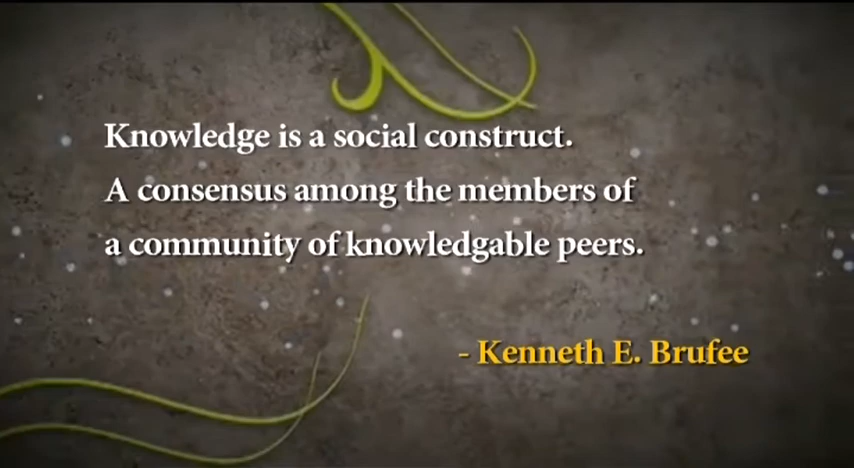 Knowledge is a social construct.
A consensus among the members of
a community of knowledgable peers.
- Kenneth E. Brufee